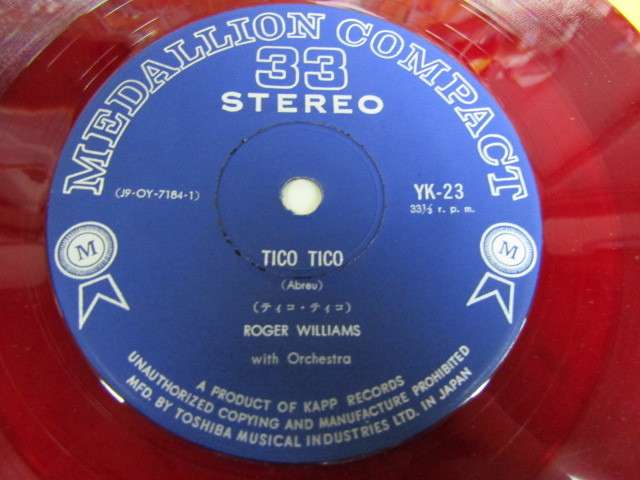 MEDALLION COMPACT
33
STEREO
(J9-OY-7184-1)
YK-23
33⅓ r. p. m.
M
M
TICO TICO
(Abreu)
(ティコ・ティコ)
ROGER WILLIAMS
with Orchestra
A PRODUCT OF KAPP RECORDS
UNAUTHORIZED COPYING AND MANUFACTURE PROHIBITED
MFD. BY TOSHIBA MUSICAL INDUSTRIES LTD. IN JAPAN